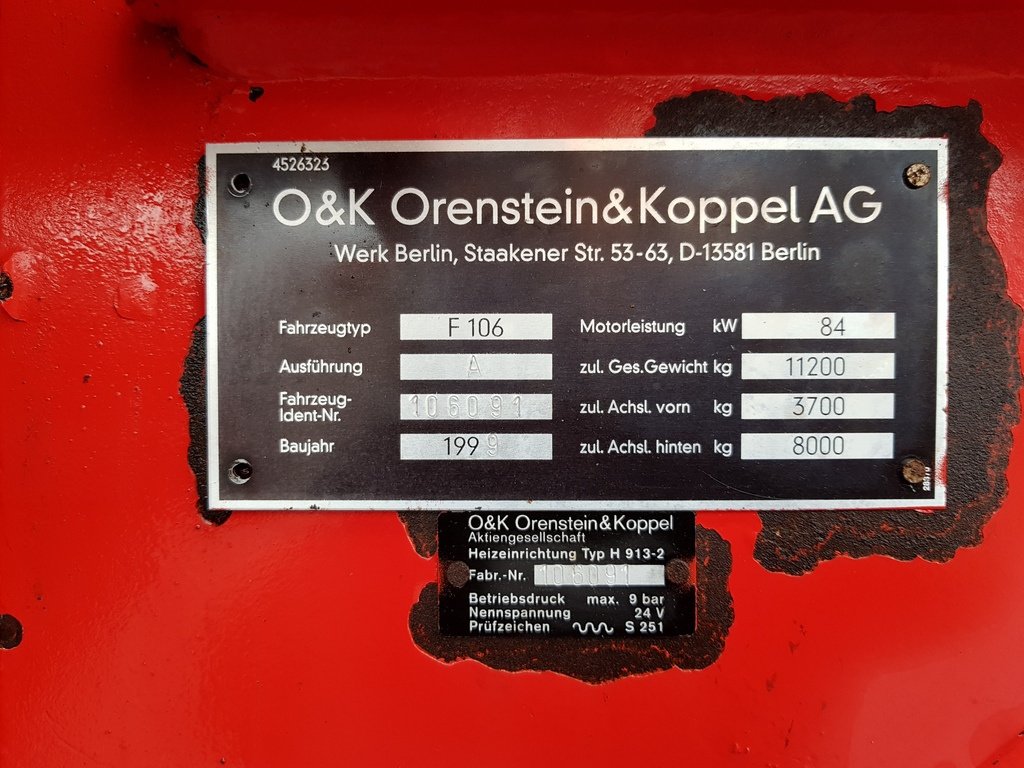 4526323
O&K Orenstein&Koppel AG
Werk Berlin, Staakener Str. 53-63, D-13581 Berlin
Fahrzeugtyp F 106 Motorleistung kW 84
Ausführung A zul. Ges.Gewicht kg 11200
Fahrzeug-
Ident-Nr. 106091 zul. Achsl. vorn kg 3700
Baujahr 1999 zul. Achsl. hinten kg 8000
O&K Orenstein&Koppel
Aktiengesellschaft
Heizeinrichtung Typ H 913-2
Fabr.-Nr. 106091
Betriebsdruck max. 9 bar
Nennspannung 24 V
Prüfzeichen S 251